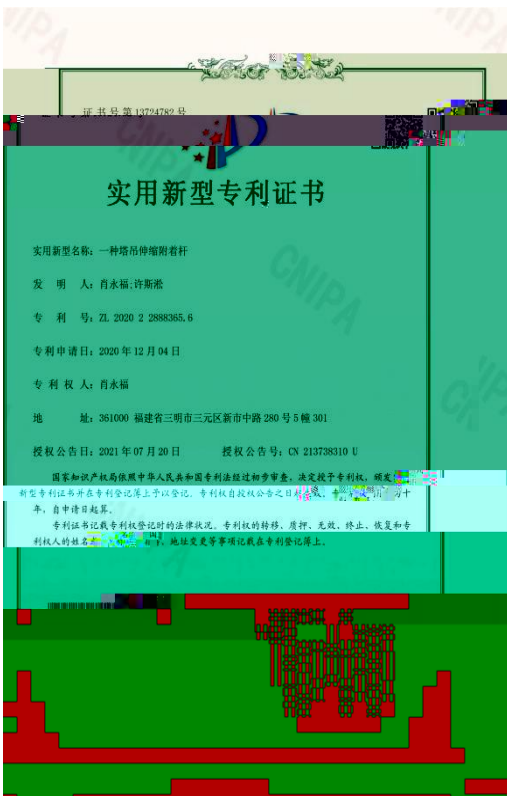 证书号第13724782号
实用新型专利证书
实用新型名称：一种塔吊伸缩附着杆
发 明 人：肖永福;许斯淞
专 利 号：ZL 2020 2 2888365.6
专利申请日：2020年12月04日
专 利 权 人：肖永福
地 址：361000 福建省三明市三元区新市中路280号5幢301
授权公告日：2021年07月20日 授权公告号：CN 213738310 U
国家知识产权局依照中华人民共和国专利法经过初步审查，决定授予专利权，颁发
新型专利证书并在专利登记簿上予以登记。专利权自授权公告之日
年，自申请日起算。
专利证书记载专利权登记时的法律状况。专利权的转移、质押、无效、终止、恢复和专
利权人的姓名 、地址变更等事项记载在专利登记簿上。
CNIPA